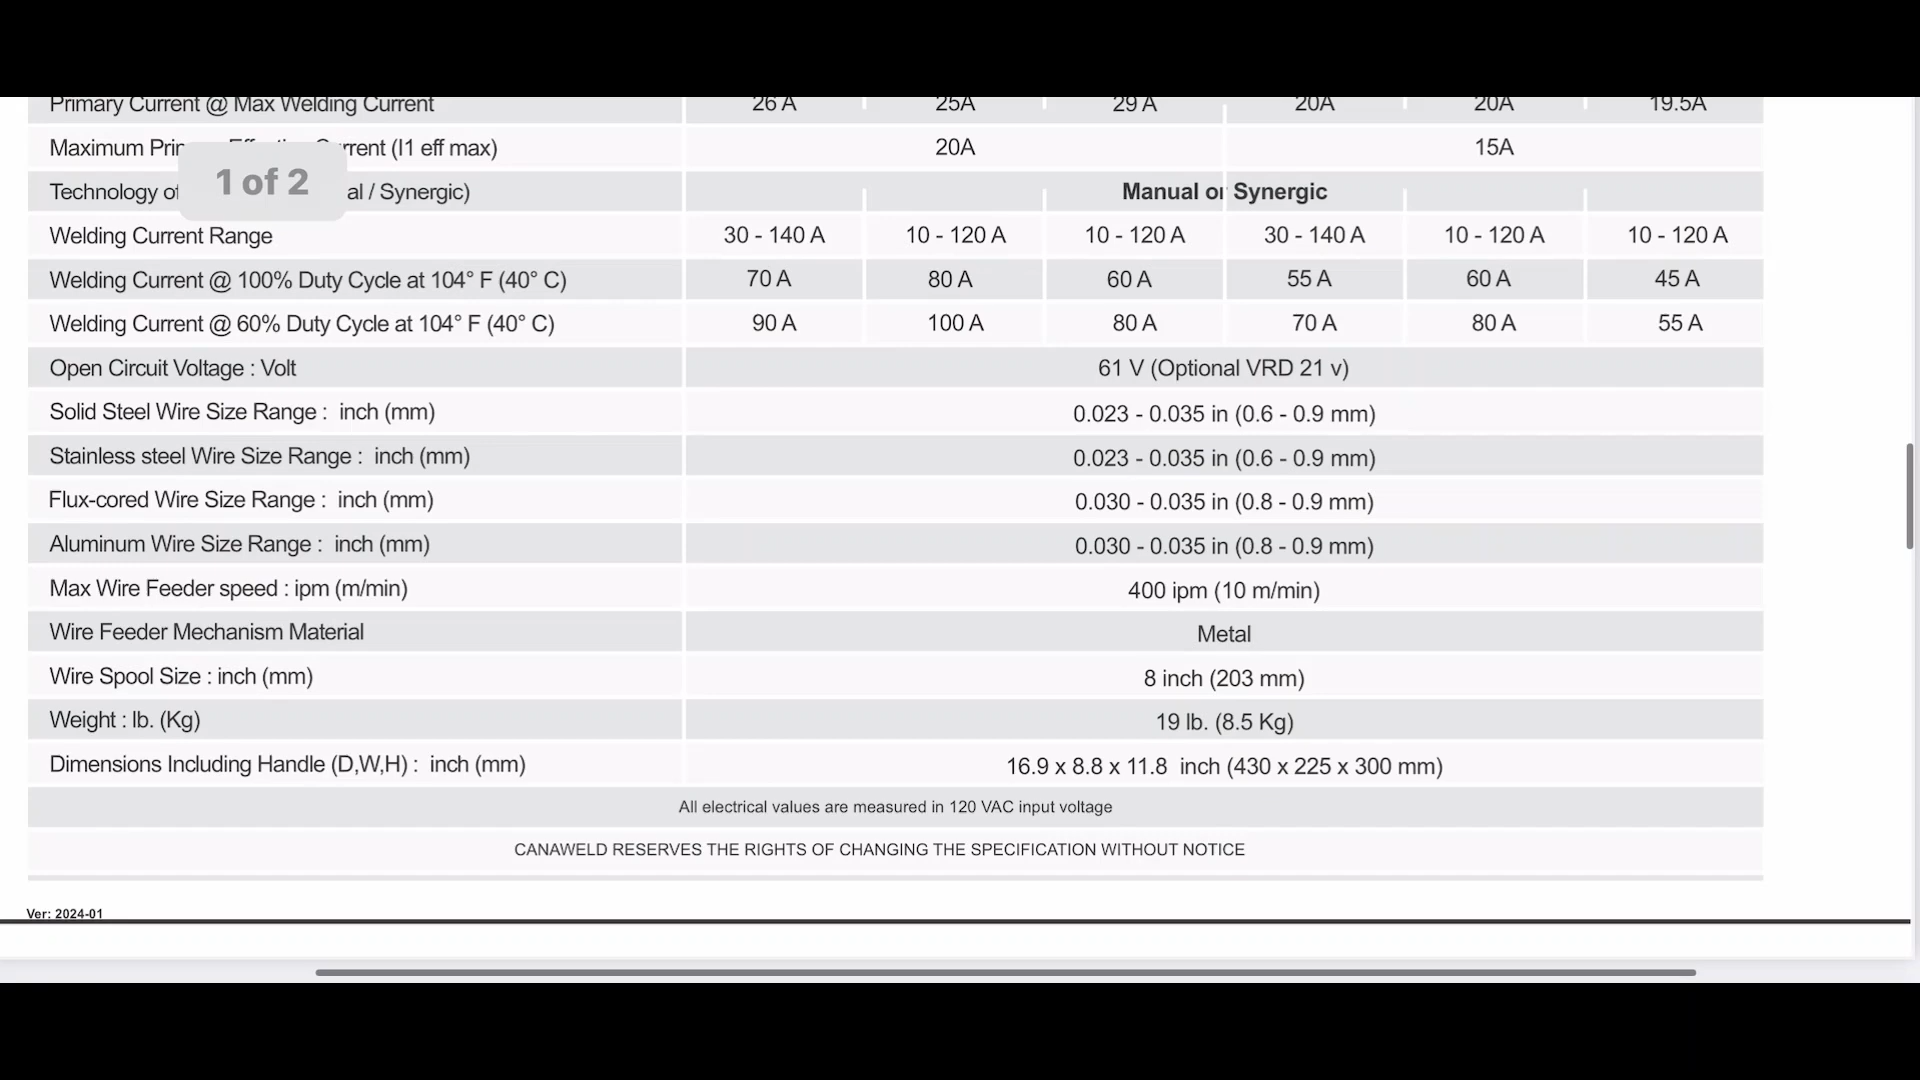 Primary Current @ Max Welding Current 26 A 25A 29 A 20A 20A 19.5A
Maximum Prim Current (I1 eff max) 20A 15A
Technology of al / Synergic) Manual or Synergic
1 of 2
Welding Current Range 30 - 140 A 10 - 120 A 10 - 120 A 30 - 140 A 10 - 120 A 10 - 120 A
Welding Current @ 100% Duty Cycle at 104° F (40° C) 70 A 80 A 60 A 55 A 60 A 45 A
Welding Current @ 60% Duty Cycle at 104° F (40° C) 90 A 100 A 80 A 70 A 80 A 55 A
Open Circuit Voltage : Volt 61 V (Optional VRD 21 v)
Solid Steel Wire Size Range : inch (mm) 0.023 - 0.035 in (0.6 - 0.9 mm)
Stainless steel Wire Size Range : inch (mm) 0.023 - 0.035 in (0.6 - 0.9 mm)
Flux-cored Wire Size Range : inch (mm) 0.030 - 0.035 in (0.8 - 0.9 mm)
Aluminum Wire Size Range : inch (mm) 0.030 - 0.035 in (0.8 - 0.9 mm)
Max Wire Feeder speed : ipm (m/min) 400 ipm (10 m/min)
Wire Feeder Mechanism Material Metal
Wire Spool Size : inch (mm) 8 inch (203 mm)
Weight : lb. (Kg) 19 lb. (8.5 Kg)
Dimensions Including Handle (D,W,H) : inch (mm) 16.9 x 8.8 x 11.8 inch (430 x 225 x 300 mm)
All electrical values are measured in 120 VAC input voltage
CANAWELD RESERVES THE RIGHTS OF CHANGING THE SPECIFICATION WITHOUT NOTICE
Ver: 2024-01